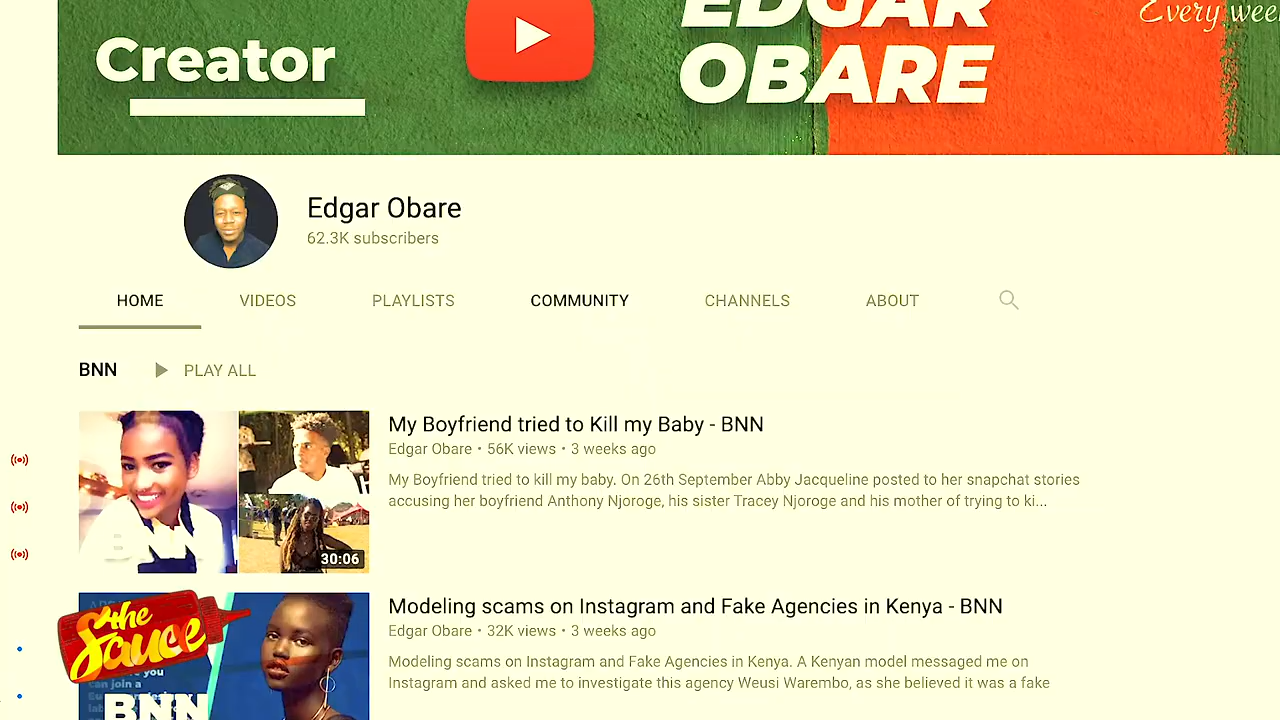 Every wee
EDGAR
OBARE
Creator
Edgar Obare
62.3K subscribers
HOME
VIDEOS
PLAYLISTS
COMMUNITY
CHANNELS
ABOUT
BNN
PLAY ALL
BNN
30:06
My Boyfriend tried to Kill my Baby - BNN
Edgar Obare • 56K views • 3 weeks ago
My Boyfriend tried to kill my baby. On 26th September Abby Jacqueline posted to her snapchat stories
accusing her boyfriend Anthony Njoroge, his sister Tracey Njoroge and his mother of trying to ki...
the
Sauce
you
can join a
BNN
Modeling scams on Instagram and Fake Agencies in Kenya - BNN
Edgar Obare • 32K views • 3 weeks ago
Modeling scams on Instagram and Fake Agencies in Kenya. A Kenyan model messaged me on
Instagram and asked me to investigate this agency Weusi Warembo, as she believed it was a fake